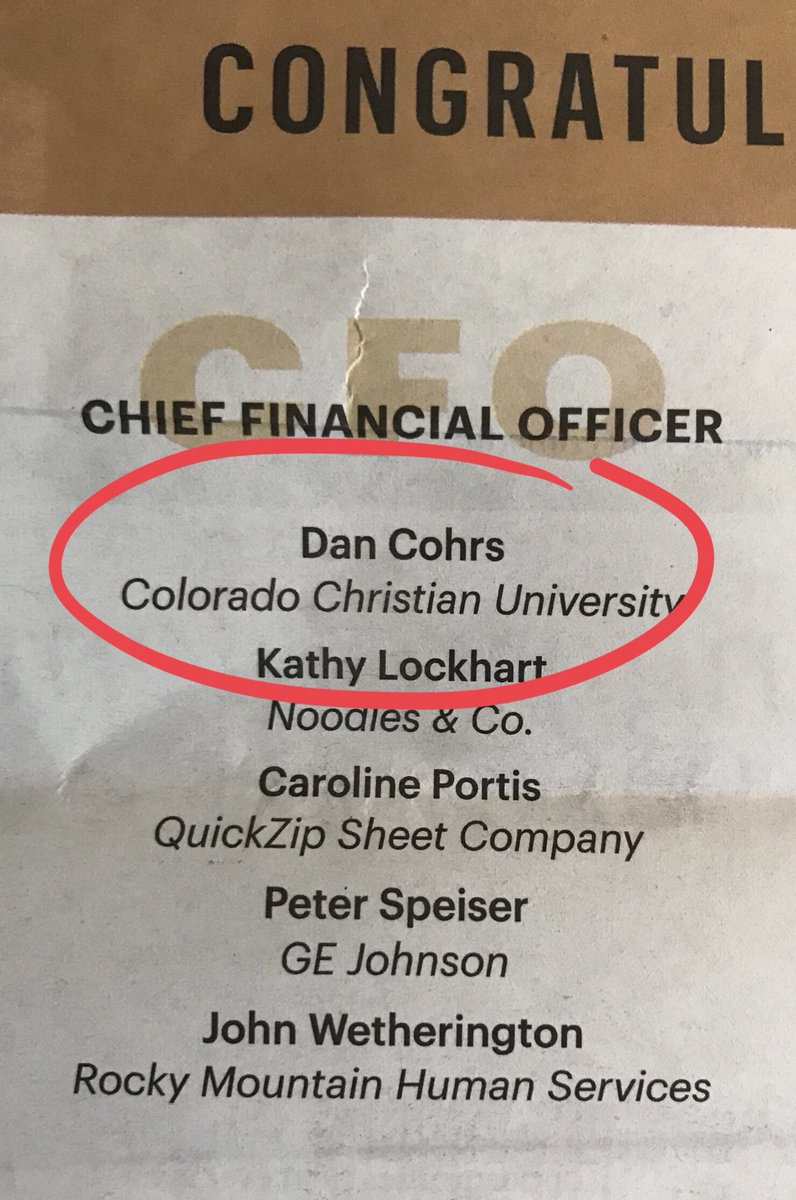 CONGRATUL
CFO
CHIEF FINANCIAL OFFICER
Dan Cohrs
Colorado Christian University
Kathy Lockhart
Noodles & Co.
Caroline Portis
QuickZip Sheet Company
Peter Speiser
GE Johnson
John Wetherington
Rocky Mountain Human Services